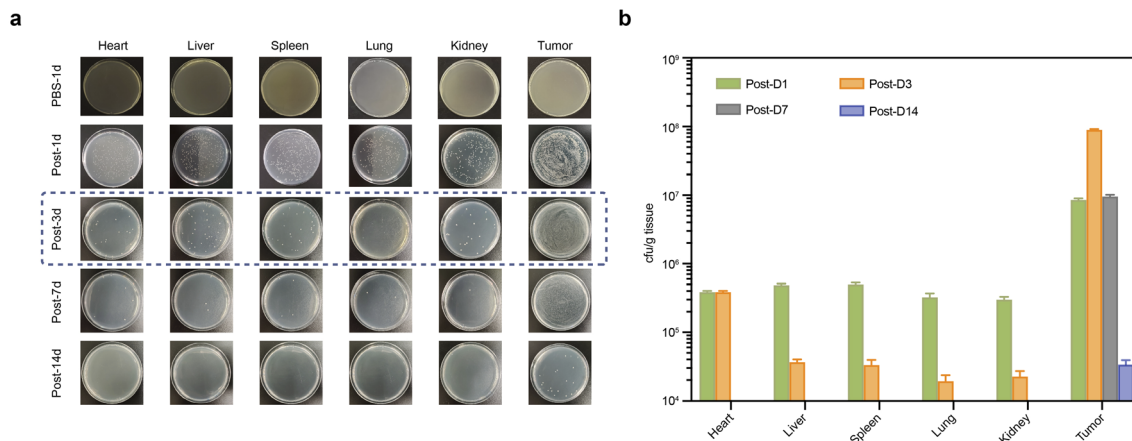 a
Heart Liver Spleen Lung Kidney Tumor
PBS-1d
Post-1d
Post-3d
Post-7d
Post-14d
b
10⁹
10⁸
10⁷
10⁶
10⁵
10⁴
cfu/g tissue
Post-D1 Post-D3
Post-D7 Post-D14
Heart Liver Spleen Lung Kidney Tumor